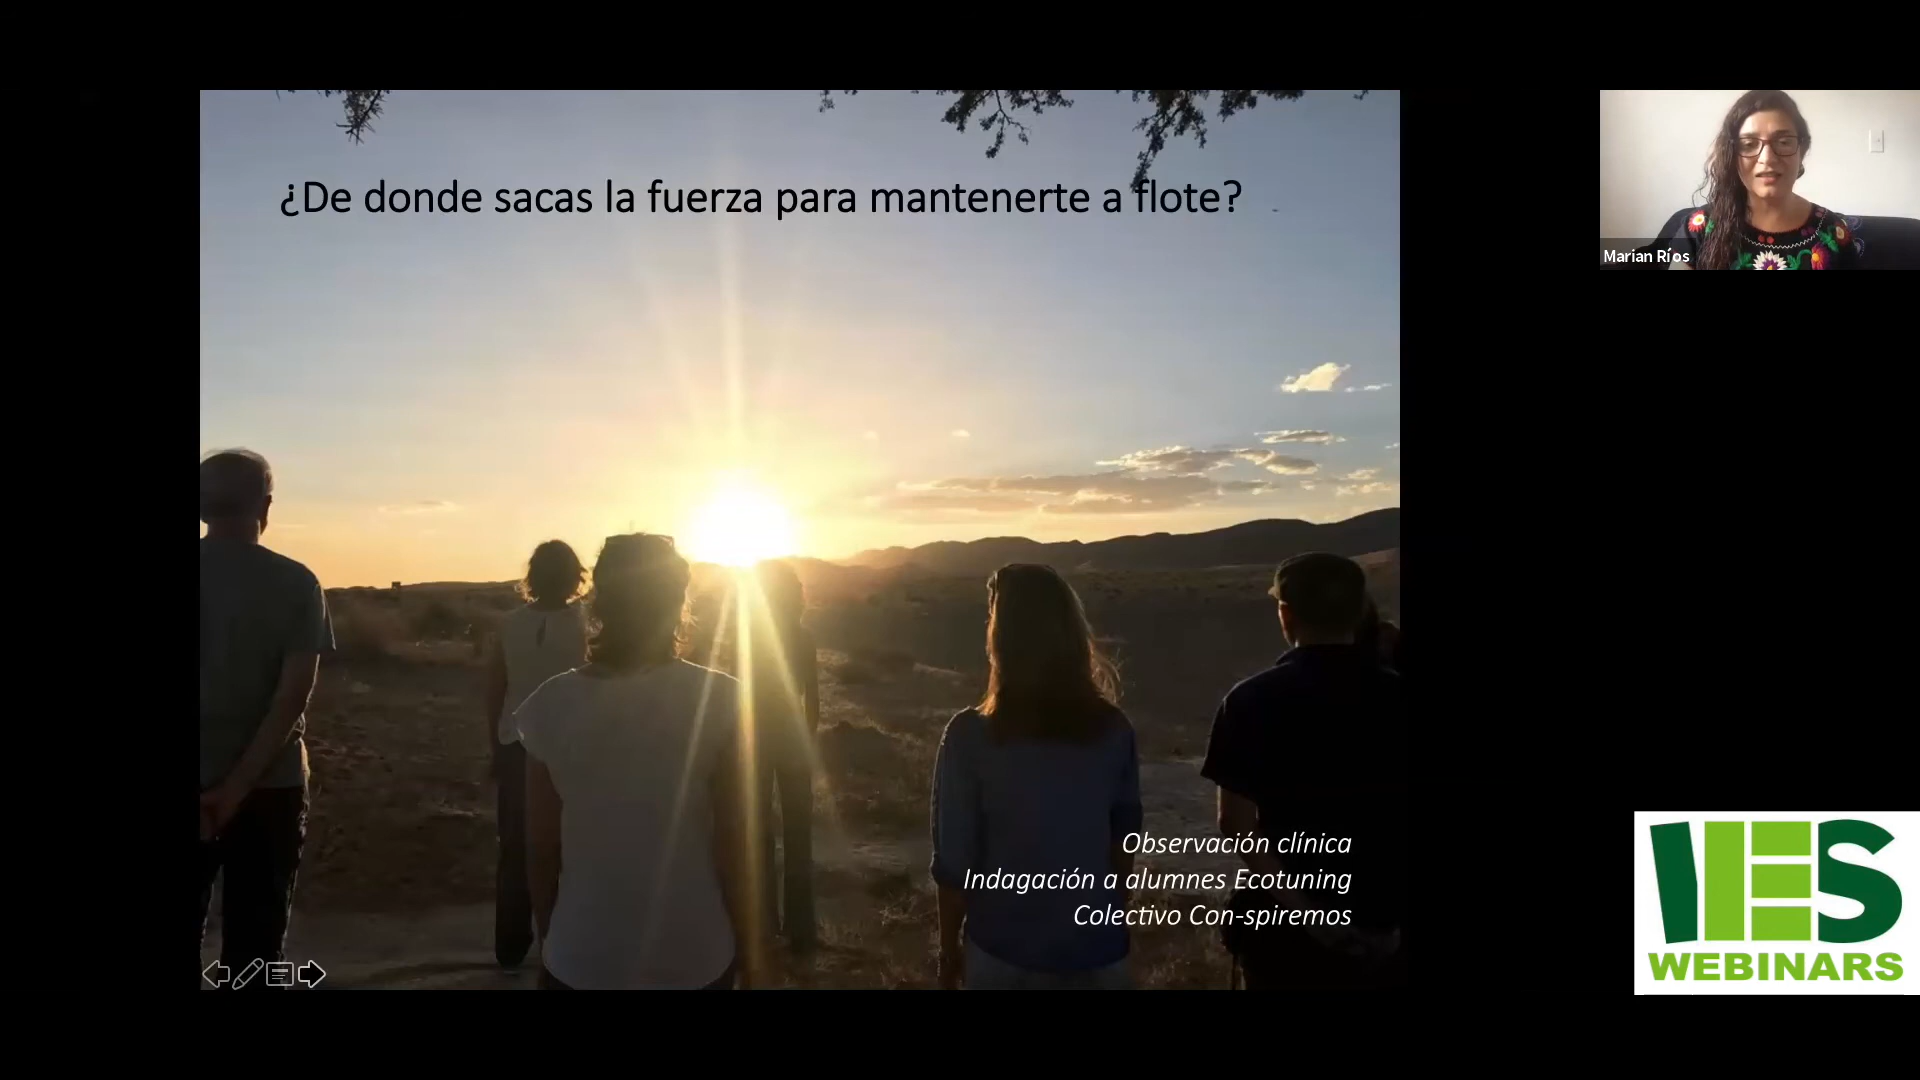 ¿De donde sacas la fuerza para mantenerte a flote?
Marian Ríos
Observación clínica
Indagación a alumnes Ecotuning
Colectivo Con-spiremos
IES
WEBINARS